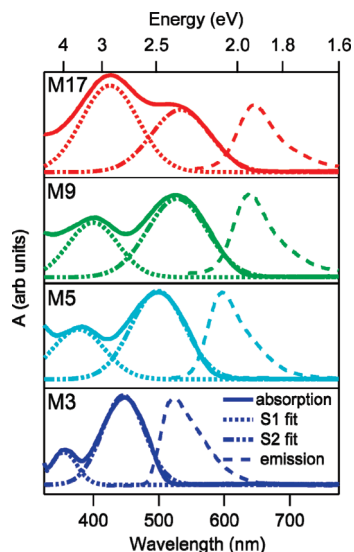 Energy (eV)
4 3 2.5 2.0 1.8 1.6
M17
M9
M5
M3
absorption
S1 fit
S2 fit
emission
A (arb units)
400 500 600 700
Wavelength (nm)